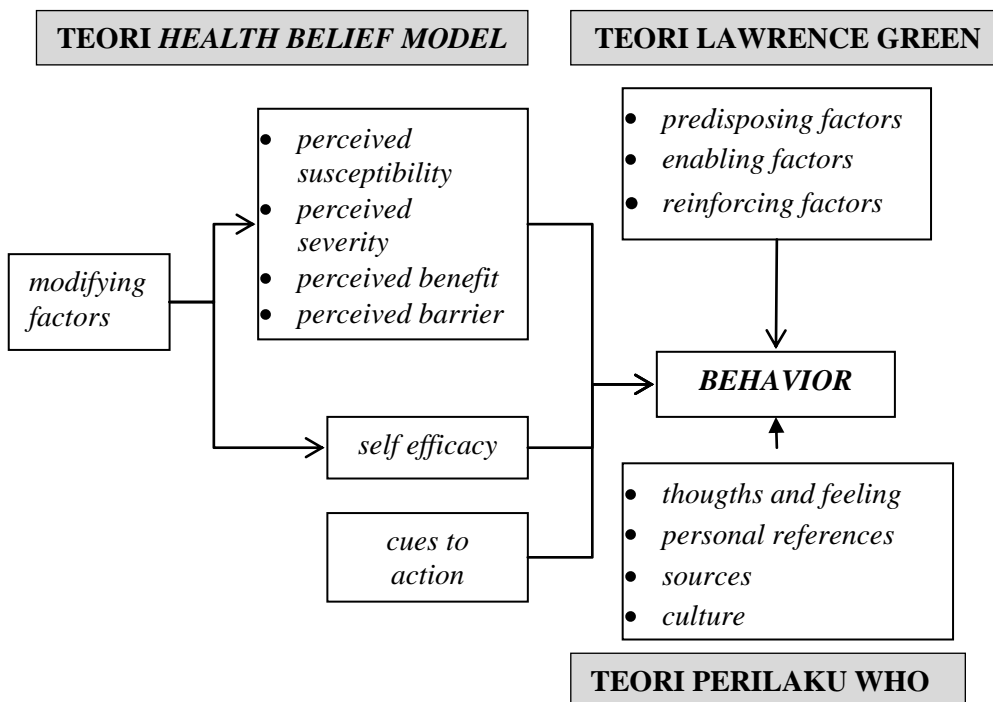 TEORI HEALTH BELIEF MODEL
TEORI LAWRENCE GREEN
• perceived
susceptibility
• perceived
severity
• perceived benefit
• perceived barrier
• predisposing factors
• enabling factors
• reinforcing factors
modifying
factors
BEHAVIOR
self efficacy
cues to
action
• thougths and feeling
• personal references
• sources
• culture
TEORI PERILAKU WHO